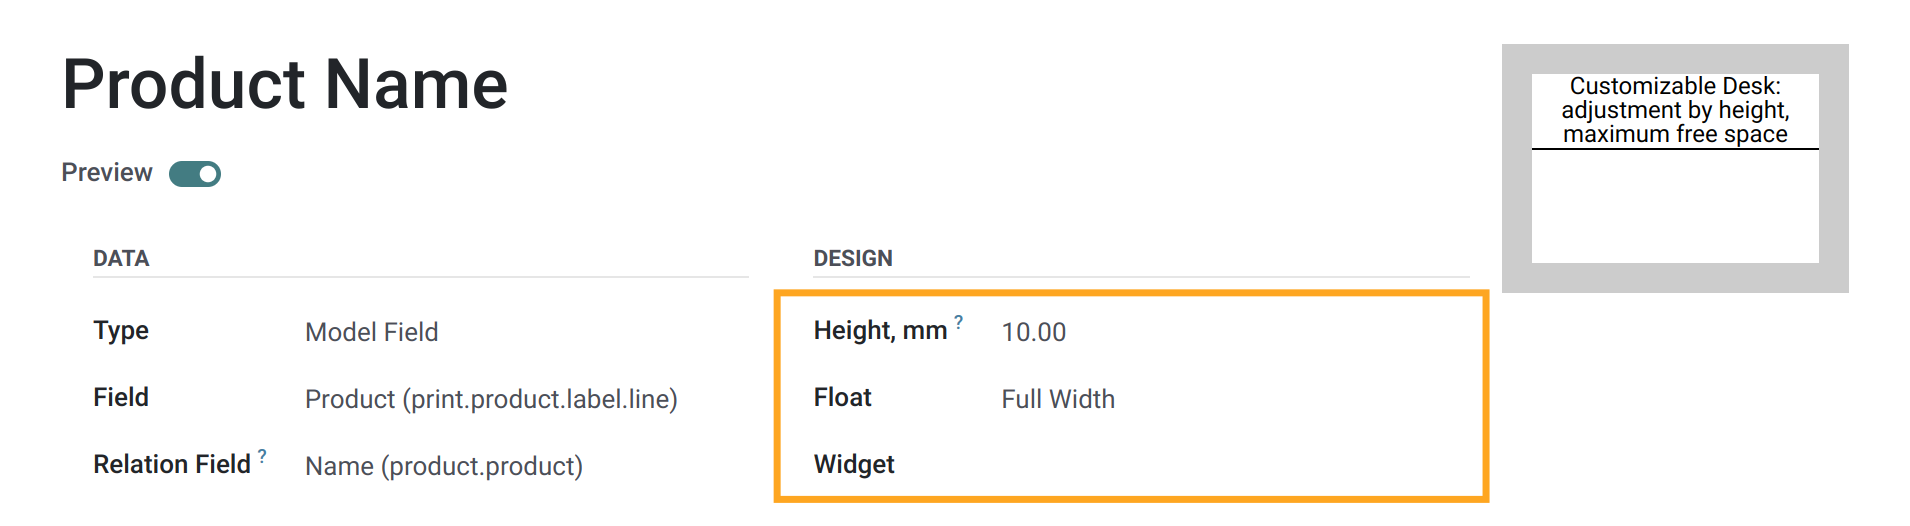 Product Name
Customizable Desk:
adjustment by height,
maximum free space
Preview
DATA
Type Model Field
Field Product (print.product.label.line)
Relation Field ? Name (product.product)
DESIGN
Height, mm ? 10.00
Float Full Width
Widget